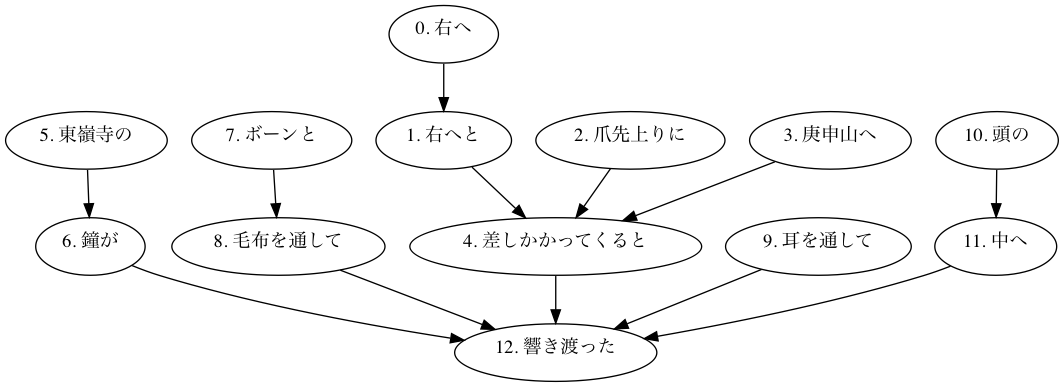 0. 右へ
5. 東嶺寺の
7. ボーンと
1. 右へと
2. 爪先上りに
3. 庚申山へ
10. 頭の
6. 鐘が
8. 毛布を通して
4. 差しかかってくると
9. 耳を通して
11. 中へ
12. 響き渡った